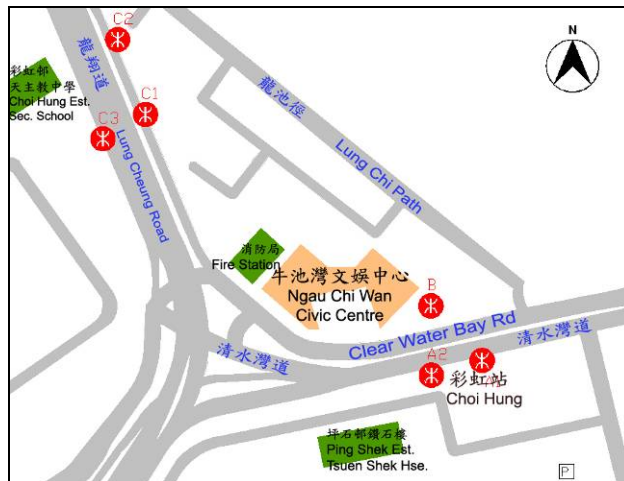 C2
N
龍翔道
彩虹邨
天主教中學
Choi Hung Est.
Sec. School
C1
C3
Lung Cheung Road
龍池徑
Lung Chi Path
消防局
Fire Station
牛池灣文娛中心
Ngau Chi Wan
Civic Centre
B
Clear Water Bay Rd
清水灣道
清水灣道
A2
A1
彩虹站
Choi Hung
坪石邨鑽石樓
Ping Shek Est.
Tsuen Shek Hse.
P